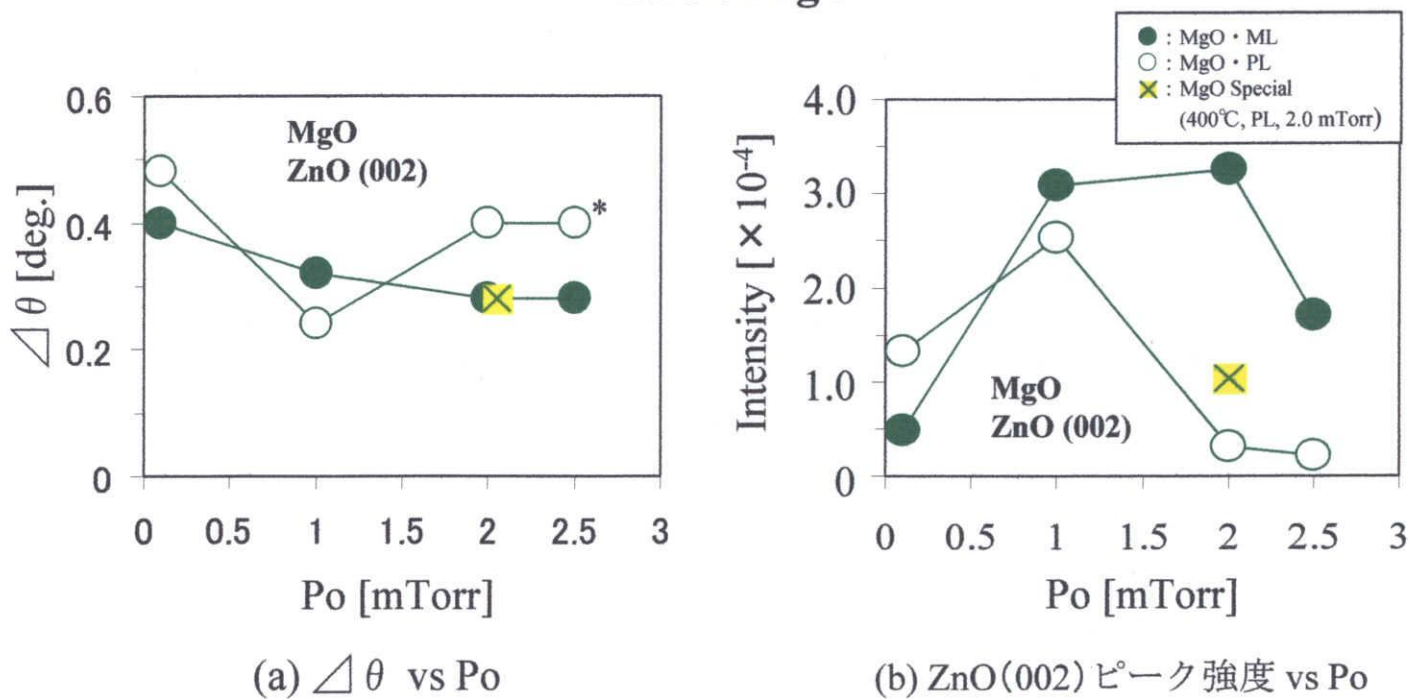 ● : MgO・ML
○ : MgO・PL
× : MgO Special
(400℃, PL, 2.0 mTorr)
0.6
0.4
0.2
0
⊿θ [deg.]
MgO
ZnO (002)
*
0 0.5 1 1.5 2 2.5 3
Po [mTorr]
(a) ⊿θ vs Po
4.0
3.0
2.0
1.0
0
Intensity [×10⁻⁴]
MgO
ZnO (002)
0 0.5 1 1.5 2 2.5 3
Po [mTorr]
(b) ZnO(002)ピーク強度 vs Po